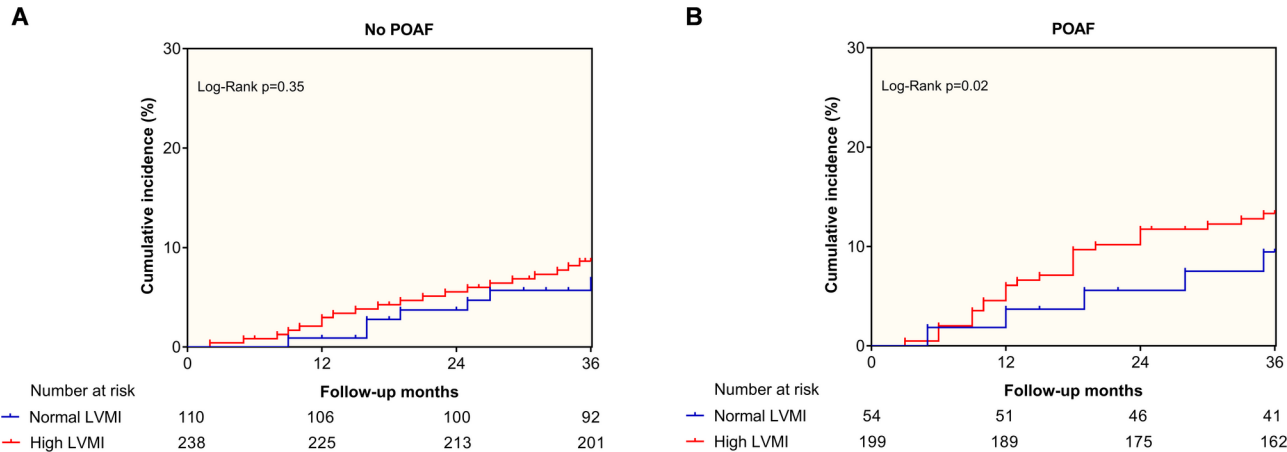 A
No POAF
30
20
10
0
Cumulative incidence (%)
Log-Rank p=0.35
0 12 24 36
Follow-up months
Number at risk
Normal LVMI 110 106 100 92
High LVMI 238 225 213 201
B
POAF
30
20
10
0
Cumulative incidence (%)
Log-Rank p=0.02
0 12 24 36
Follow-up months
Number at risk
Normal LVMI 54 51 46 41
High LVMI 199 189 175 162